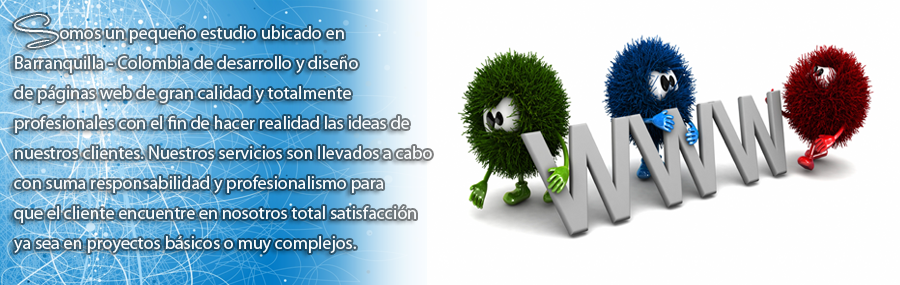 Somos un pequeño estudio ubicado en
Barranquilla - Colombia de desarrollo y diseño
de páginas web de gran calidad y totalmente
profesionales con el fin de hacer realidad las ideas de
nuestros clientes. Nuestros servicios son llevados a cabo
con suma responsabilidad y profesionalismo para
que el cliente encuentre en nosotros total satisfacción
ya sea en proyectos básicos o muy complejos.
WWW